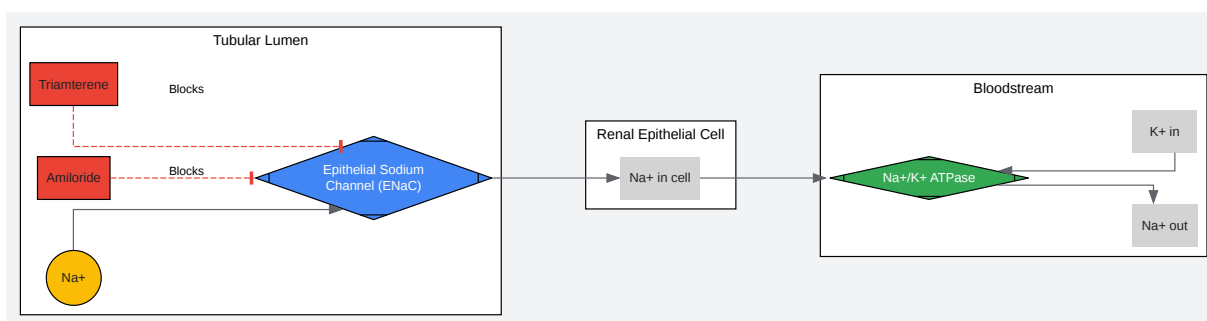 Tubular Lumen
Triamterene
Blocks
Amiloride
Blocks
Epithelial Sodium
Channel (ENaC)
Na+
Renal Epithelial Cell
Na+ in cell
Bloodstream
K+ in
Na+/K+ ATPase
Na+ out